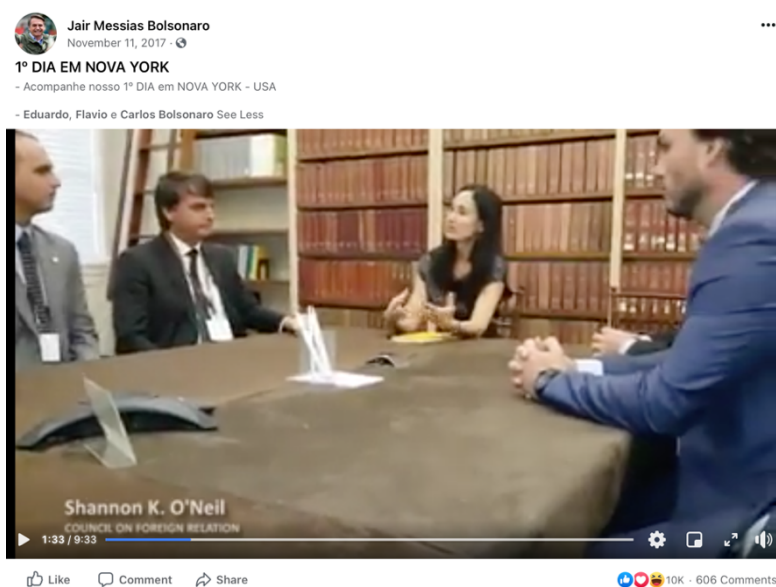 Jair Messias Bolsonaro
November 11, 2017 ·
1º DIA EM NOVA YORK
- Acompanhe nosso 1º DIA em NOVA YORK - USA
- Eduardo, Flavio e Carlos Bolsonaro See Less
Shannon K. O'Neil
COUNCIL ON FOREIGN RELATION
1:33 / 9:33
Like Comment Share 10K · 606 Comments